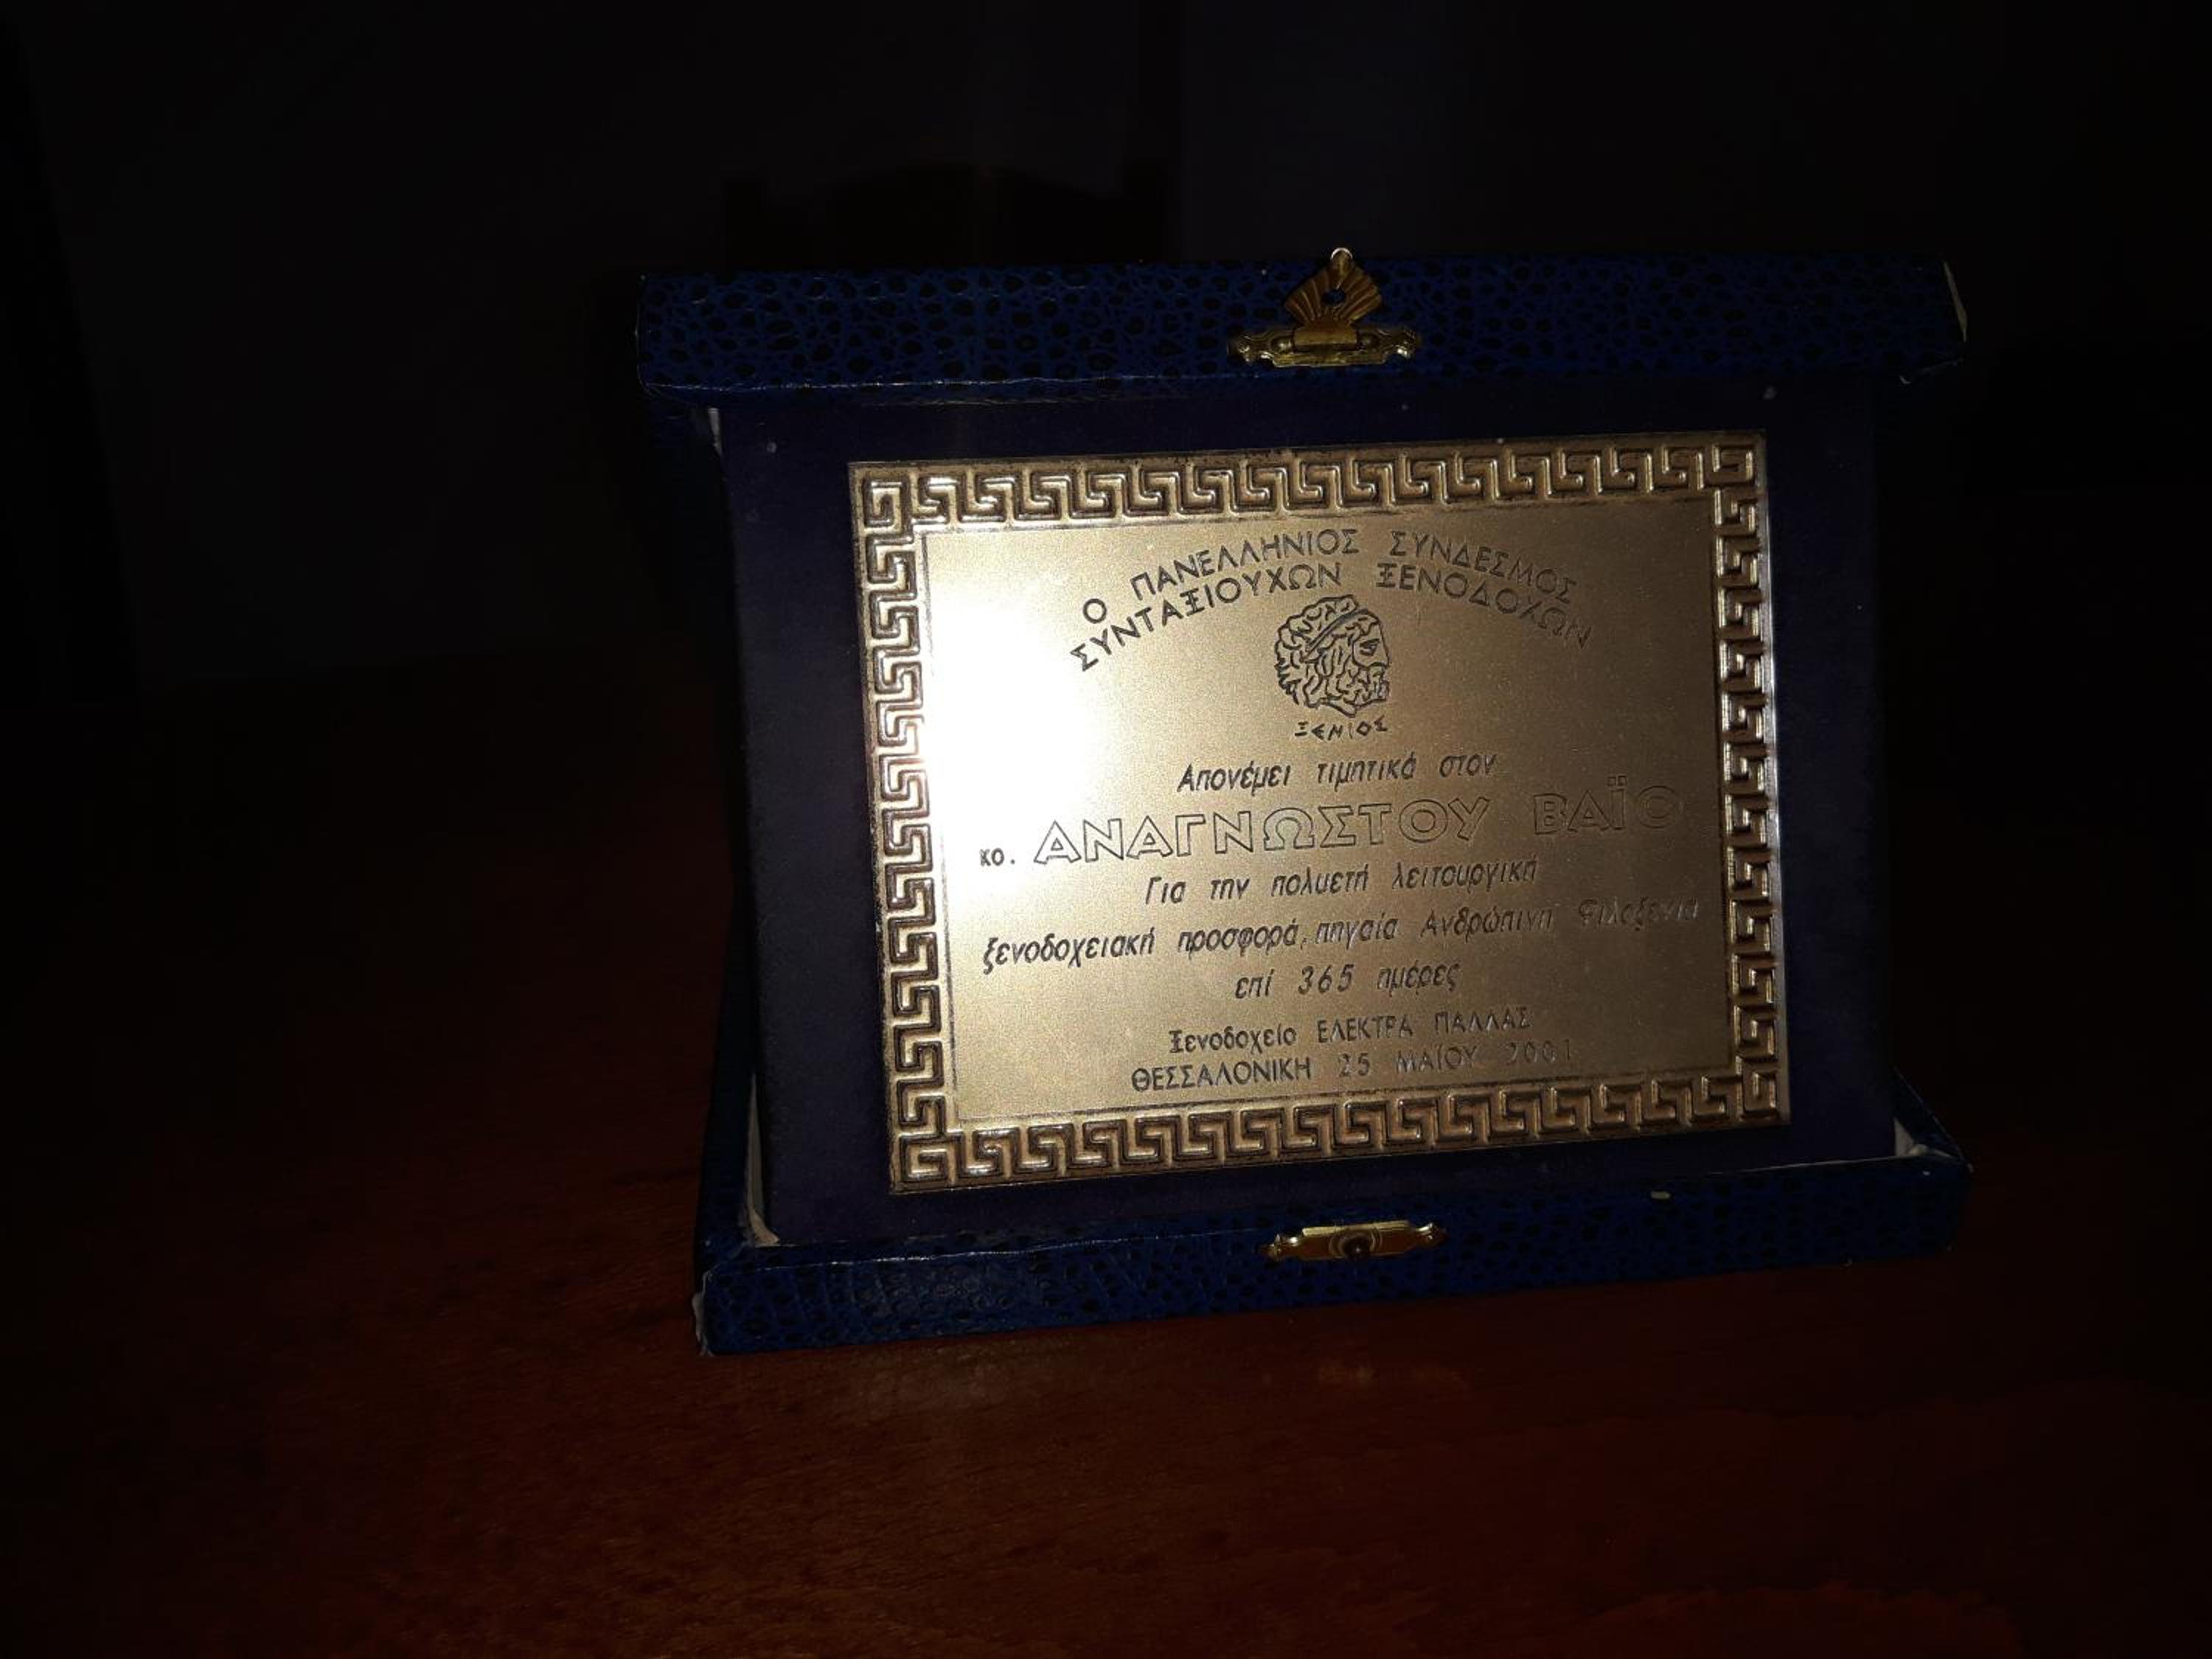 Ο ΠΑΝΕΛΛΗΝΙΟΣ ΣΥΝΔΕΣΜΟΣ
ΣΥΝΤΑΞΙΟΥΧΩΝ ΞΕΝΟΔΟΧΩΝ
ΞΕΝΙΟΣ
Απονέμει τιμητικά στον
κο. ΑΝΑΓΝΩΣΤΟΥ ΒΑΪΟ
Για την πολυετή λειτουργική
ξενοδοχειακή προσφορά, πηγαία Ανθρώπινη Φιλοξενία
επί 365 ημέρες
Ξενοδοχείο ΕΛΕΚΤΡΑ ΠΑΛΛΑΣ
ΘΕΣΣΑΛΟΝΙΚΗ 25 ΜΑΪΟΥ 2001